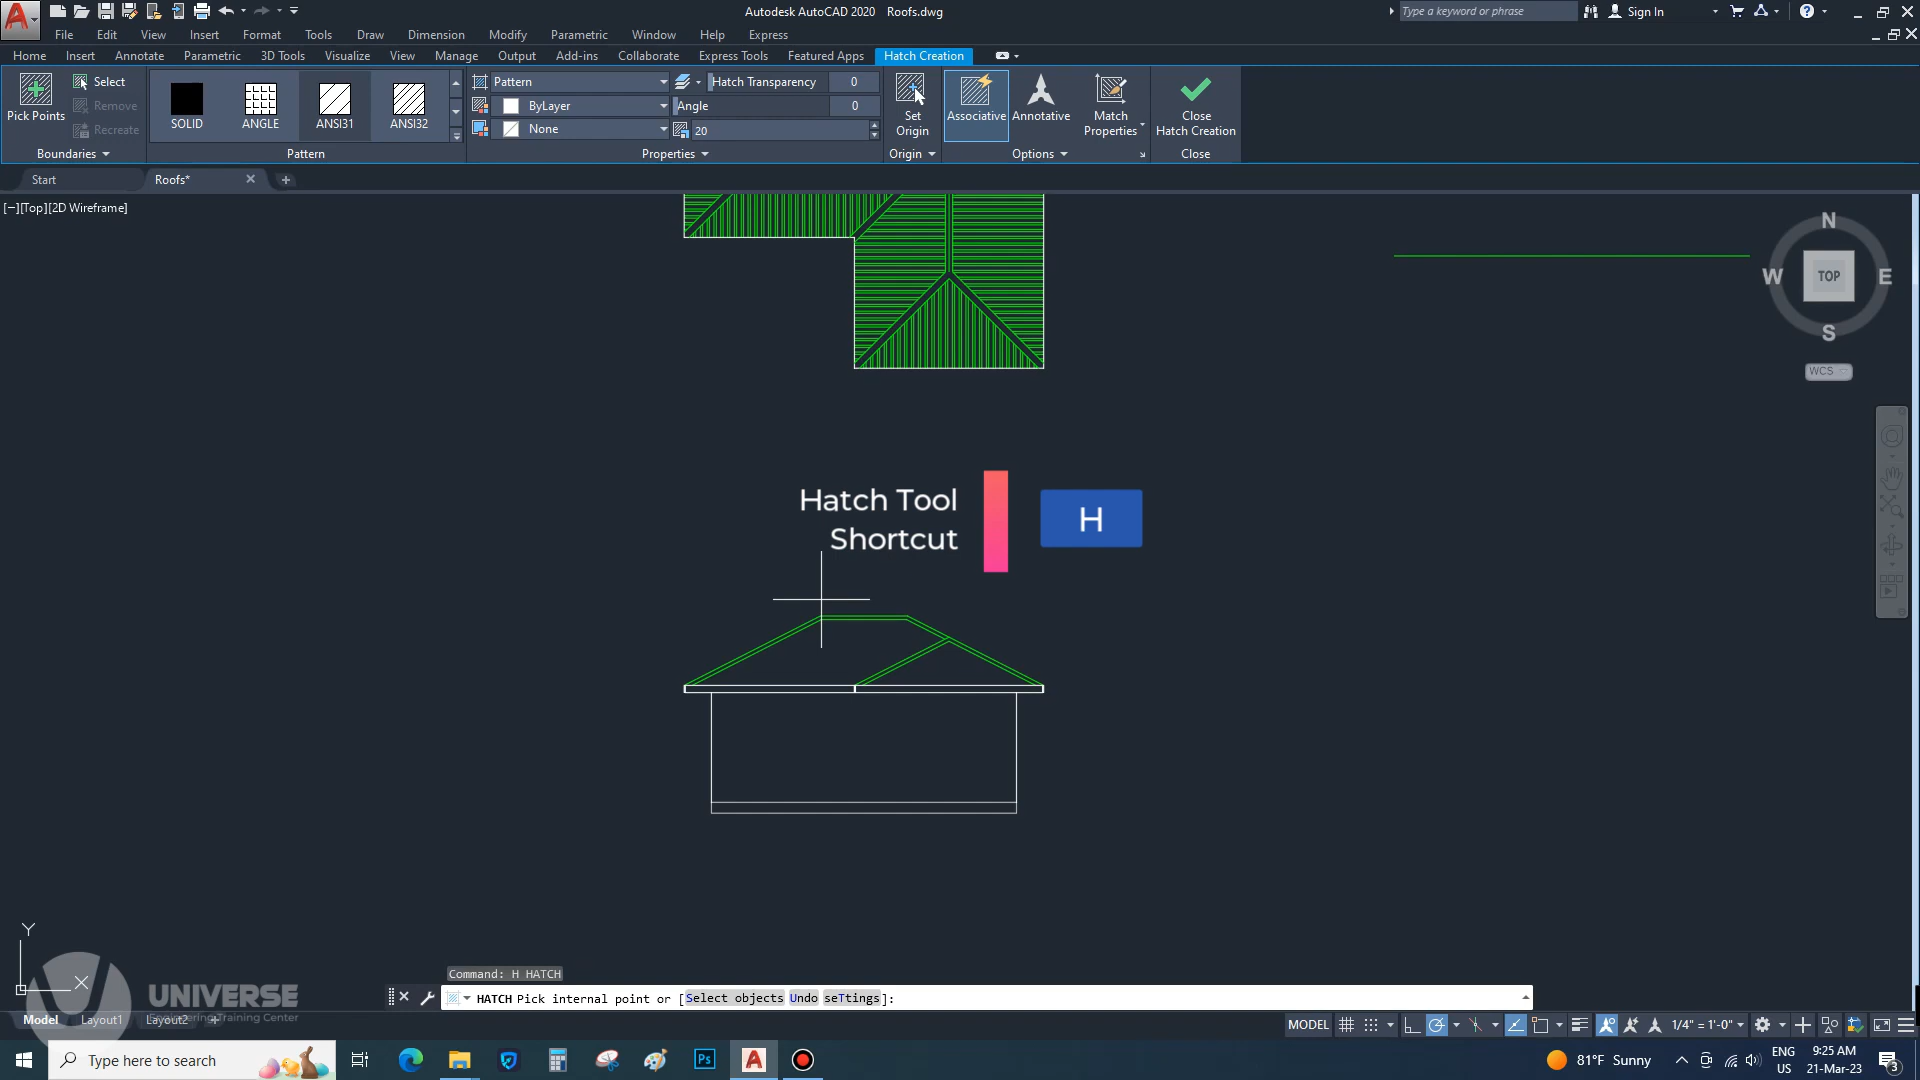 Autodesk AutoCAD 2020 Roofs.dwg
Type a keyword or phrase
Sign In
File Edit View Insert Format Tools Draw Dimension Modify Parametric Window Help Express
Home Insert Annotate Parametric 3D Tools Visualize View Manage Output Add-ins Collaborate Express Tools Featured Apps Hatch Creation
Pick Points
Select
Remove
Recreate
Boundaries
SOLID
ANGLE
ANSI31
ANSI32
Pattern
Pattern
ByLayer
None
Hatch Transparency 0
Angle 0
20
Properties
Set
Origin
Origin
Associative
Annotative
Match
Properties
Options
Close
Hatch Creation
Close
Start
Roofs*
[−][Top][2D Wireframe]
N
W
TOP
E
S
WCS
Hatch Tool
Shortcut
H
Y
X
UNIVERSE
Engineering Training Center
Command: H HATCH
HATCH Pick internal point or [Select objects Undo seTtings]:
Model Layout1 Layout2
MODEL
1/4" = 1'-0"
Type here to search
Ps
A
81°F Sunny
ENG
US
9:25 AM
21-Mar-23
3